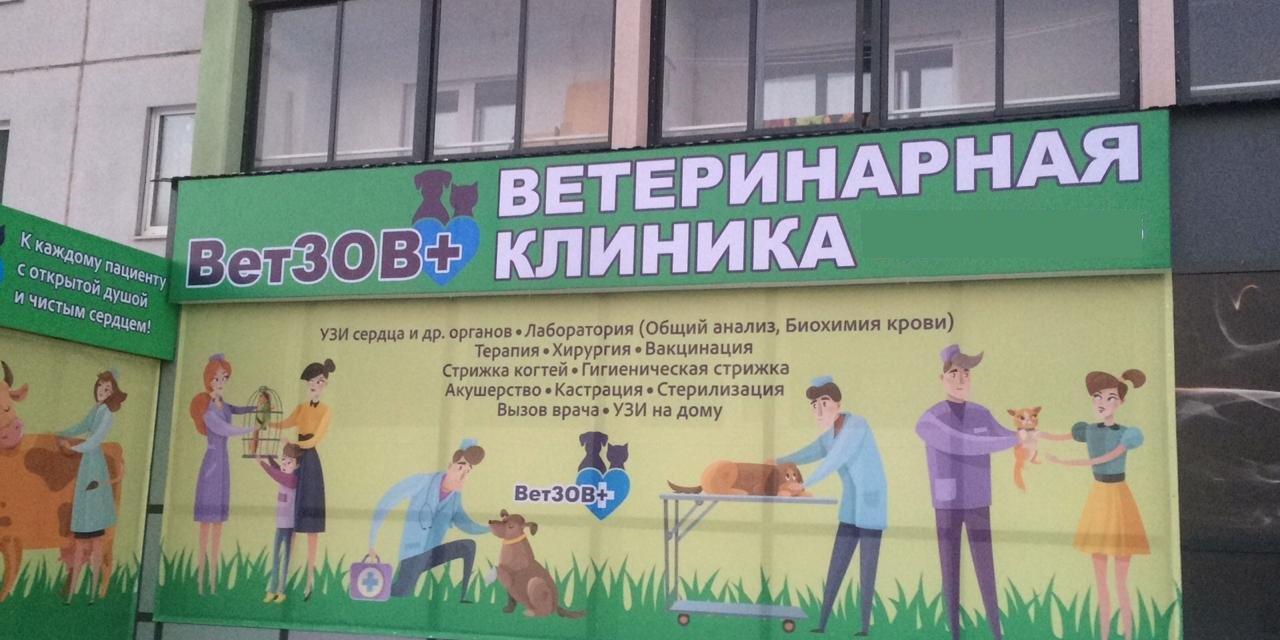 К каждому пациенту
с открытой душой
и чистым сердцем!
ВетЗОВ+
ВЕТЕРИНАРНАЯ
КЛИНИКА
УЗИ сердца и др. органов • Лаборатория (Общий анализ, Биохимия крови)
Терапия • Хирургия • Вакцинация
Стрижка когтей • Гигиеническая стрижка
Акушерство • Кастрация • Стерилизация
Вызов врача • УЗИ на дому
ВетЗОВ+